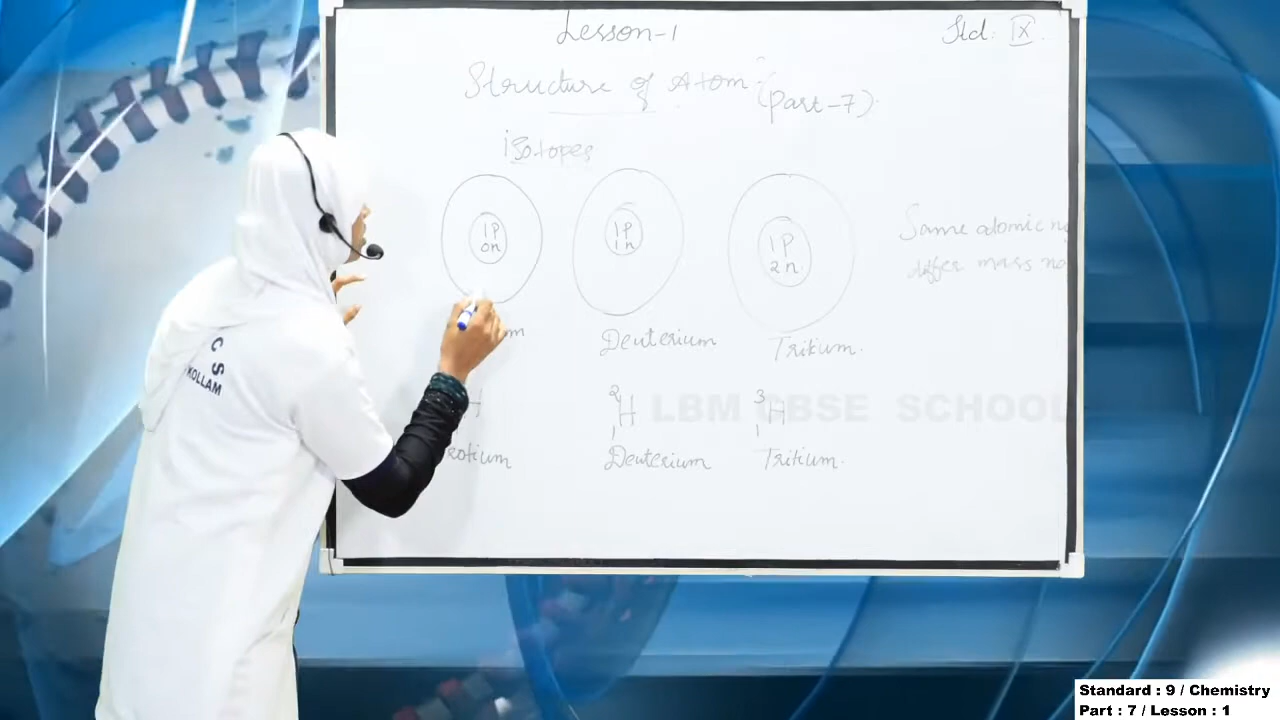 Lesson-1
Std: IX.
Structure of Atom
(Part-7).
isotopes
1P
0n
1P
1n
1P
2n.
Same atomic no
differ mass no
Deuterium
Tritium.
H
2
H
1
3
H
1
Deuterium
Tritium.
LBM CBSE SCHOOL
C S
KOLLAM
Standard : 9 / Chemistry
Part : 7 / Lesson : 1